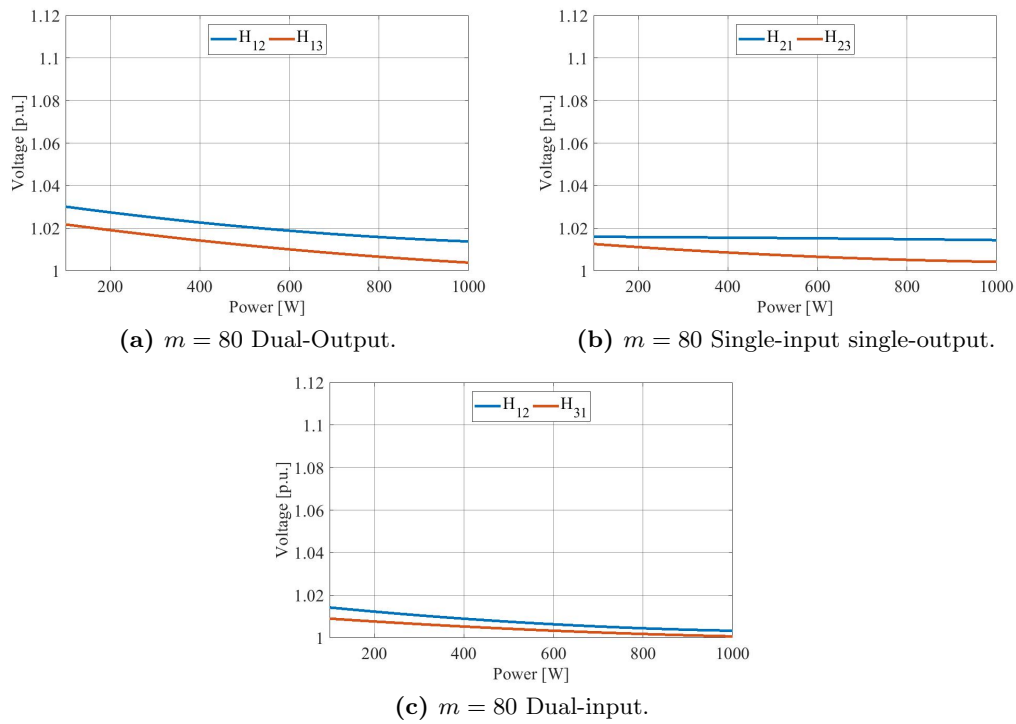 1.12
1.1
1.08
1.06
1.04
1.02
1
Voltage [p.u.]
H12 H13
200 400 600 800 1000
Power [W]
(a) m = 80 Dual-Output.
1.12
1.1
1.08
1.06
1.04
1.02
1
Voltage [p.u.]
H21 H23
200 400 600 800 1000
Power [W]
(b) m = 80 Single-input single-output.
1.12
1.1
1.08
1.06
1.04
1.02
1
Voltage [p.u.]
H12 H31
200 400 600 800 1000
Power [W]
(c) m = 80 Dual-input.